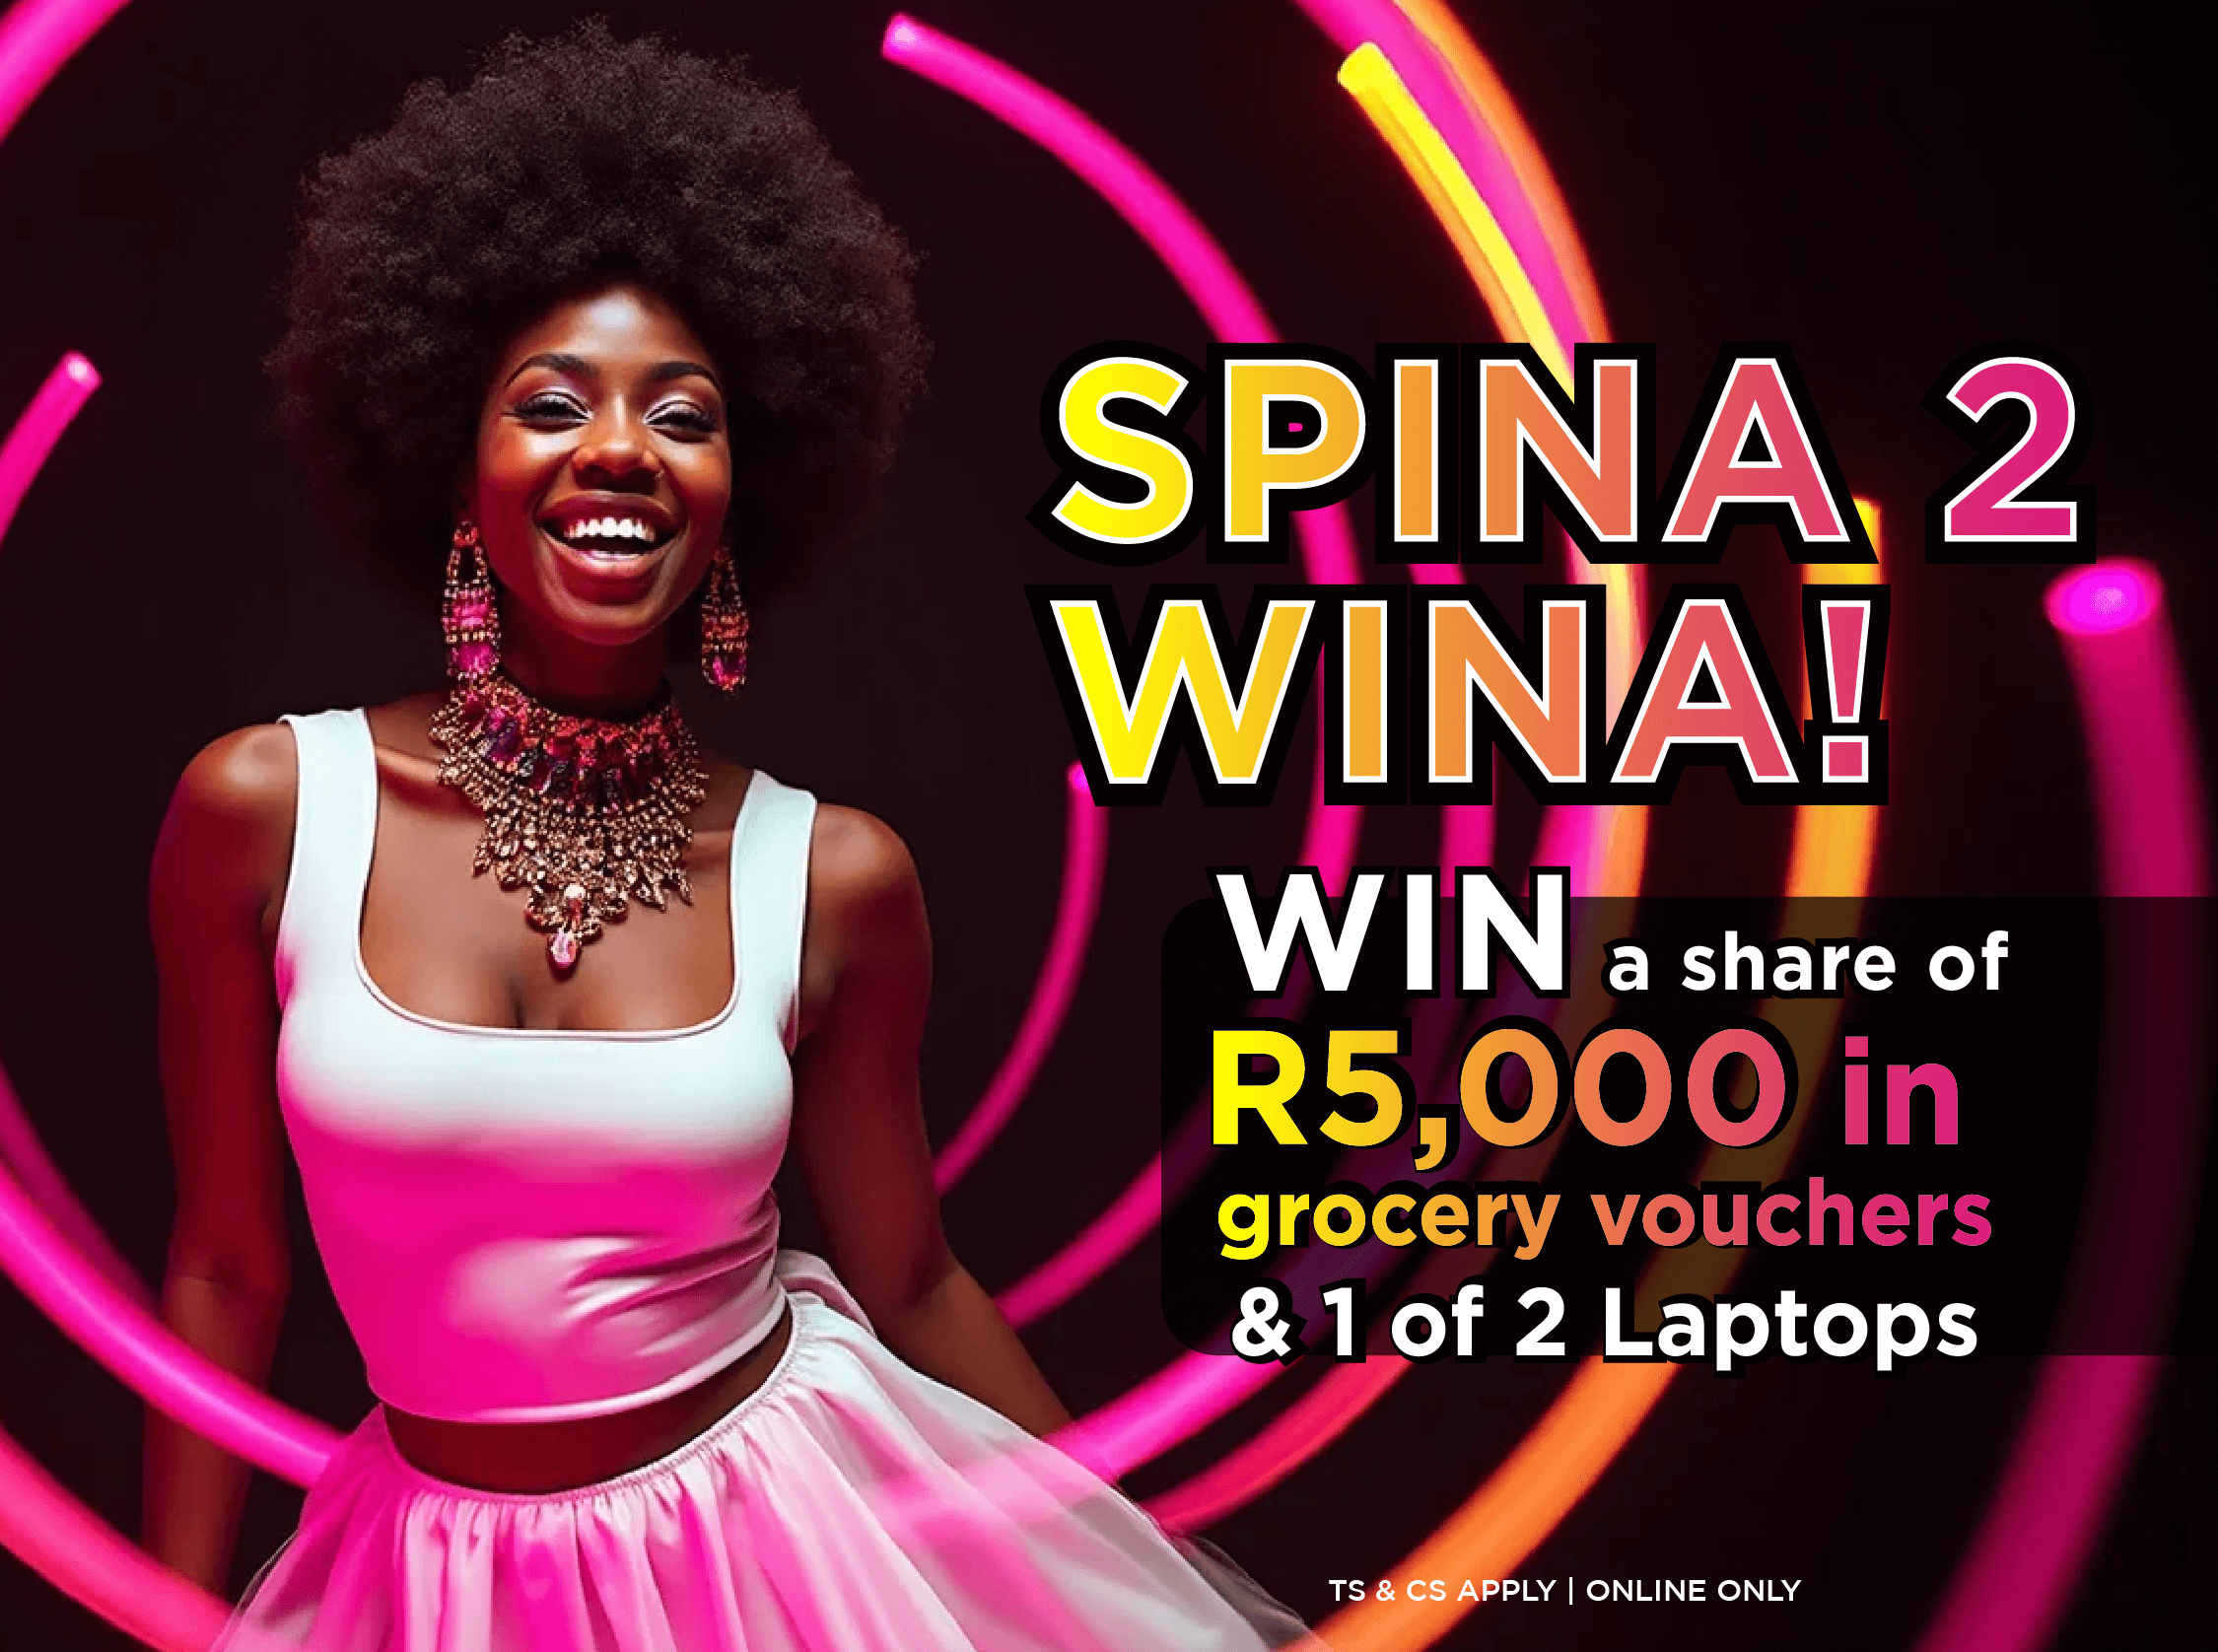 SPINA 2
WINA!
WIN a share of
R5,000 in
grocery vouchers
& 1 of 2 Laptops
TS & CS APPLY | ONLINE ONLY